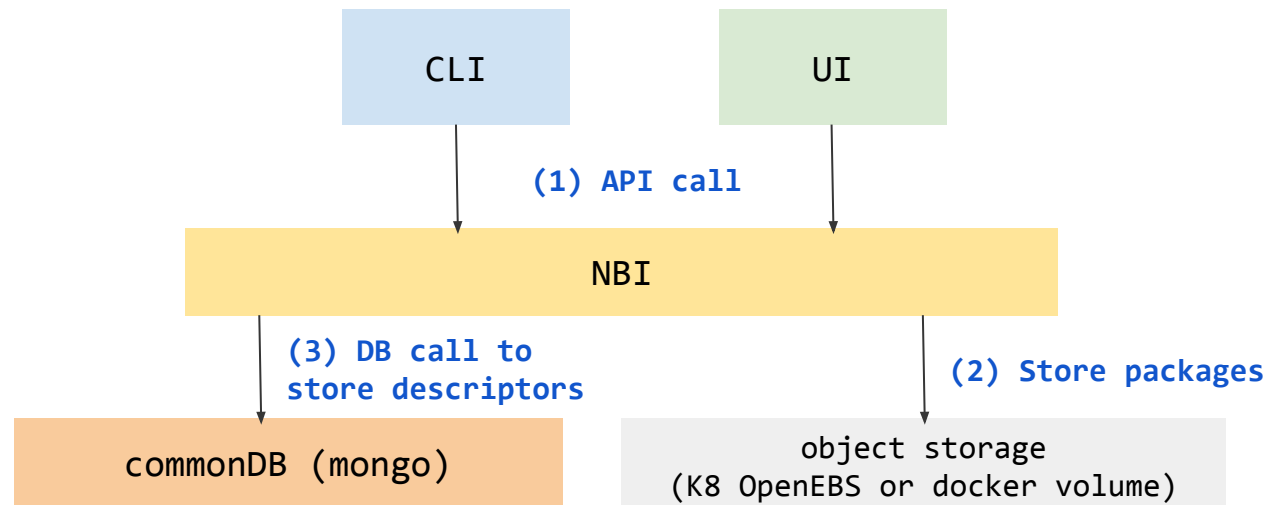 CLI
UI
(1) API call
NBI
(3) DB call to
store descriptors
(2) Store packages
commonDB (mongo)
object storage
(K8 OpenEBS or docker volume)